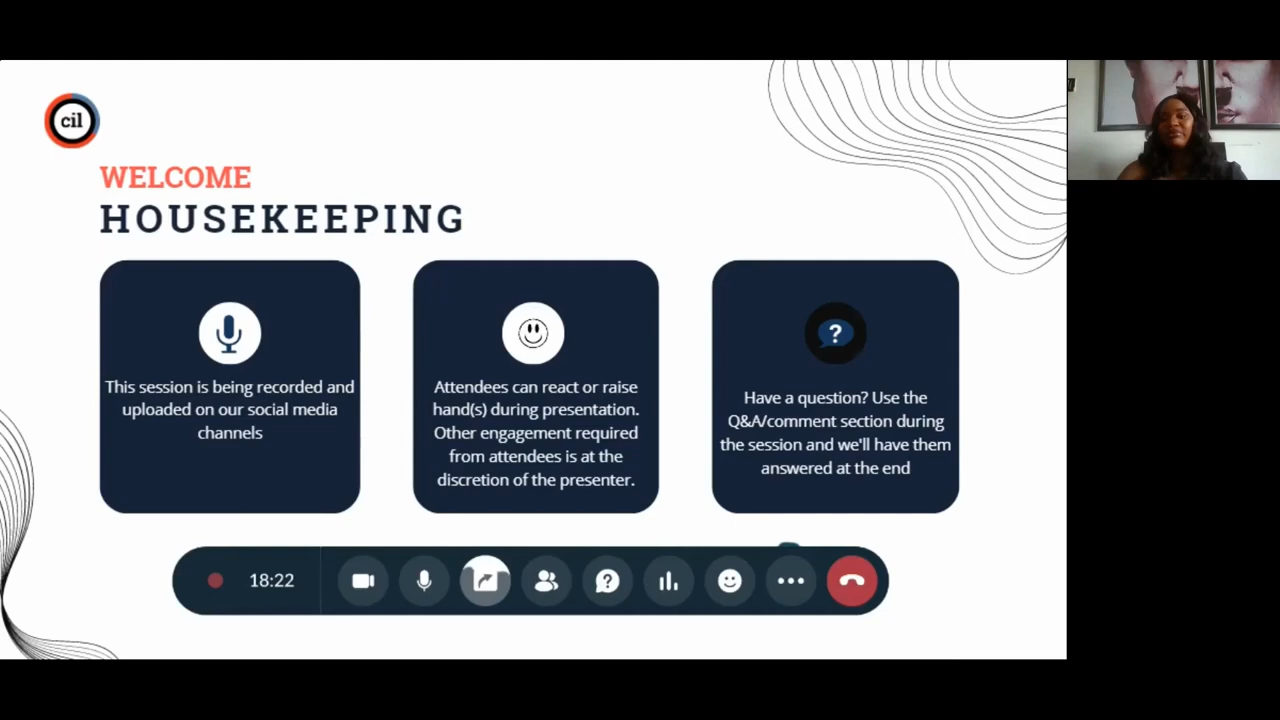 cil
WELCOME
HOUSEKEEPING
This session is being recorded and
uploaded on our social media
channels
Attendees can react or raise
hand(s) during presentation.
Other engagement required
from attendees is at the
discretion of the presenter.
?
Have a question? Use the
Q&A/comment section during
the session and we'll have them
answered at the end
18:22
?